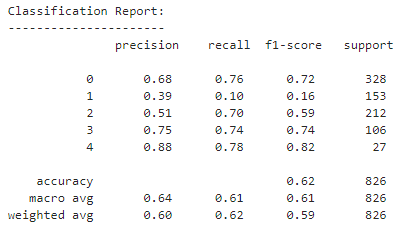 Classification Report:
----------------------
precision recall f1-score support
0 0.68 0.76 0.72 328
1 0.39 0.10 0.16 153
2 0.51 0.70 0.59 212
3 0.75 0.74 0.74 106
4 0.88 0.78 0.82 27
accuracy 0.62 826
macro avg 0.64 0.61 0.61 826
weighted avg 0.60 0.62 0.59 826